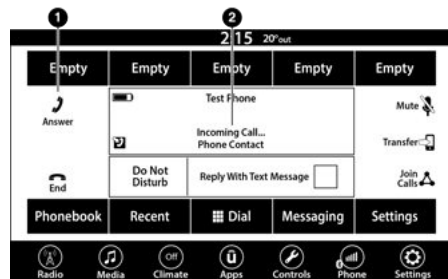 1 2
2 15 20°out
Empty Empty Empty Empty Empty
Test Phone
Answer
Mute
Incoming Call...
Phone Contact
Transfer
End
Do Not
Disturb
Reply With Text Message
Join
Calls
Phonebook Recent Dial Messaging Settings
Off ū
Radio Media Climate Apps Controls Phone Settings